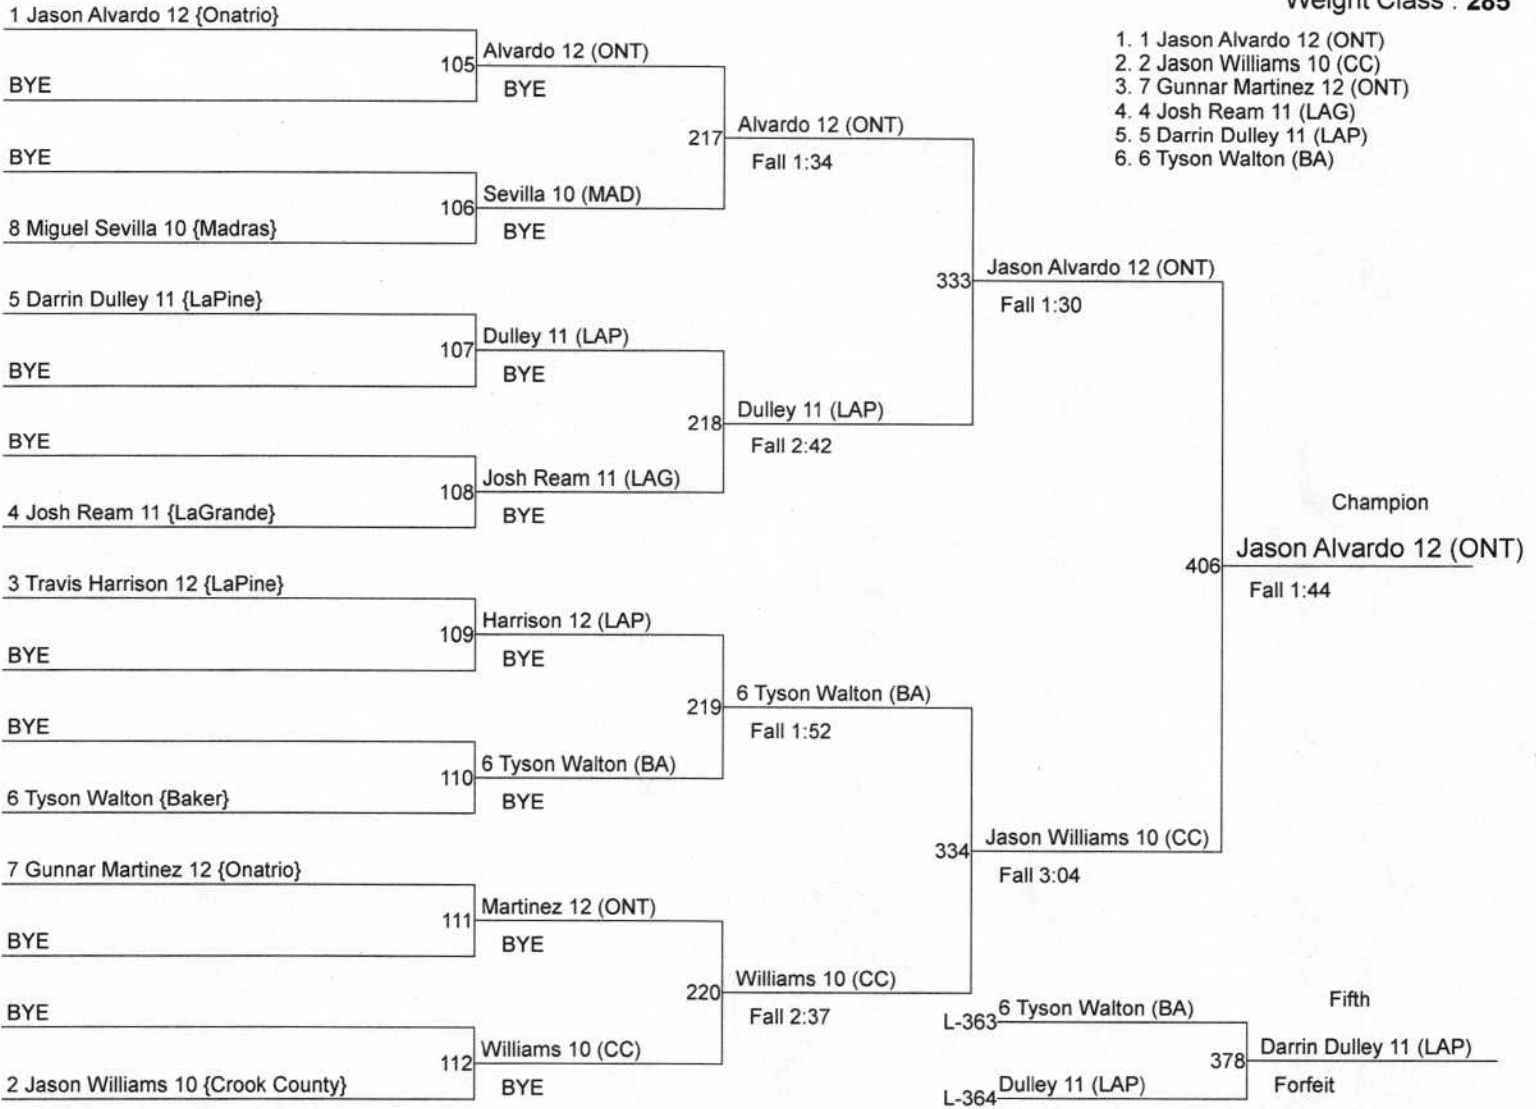 1 Jason Alvardo 12 {Onatrio}
BYE
BYE
8 Miguel Sevilla 10 {Madras}
5 Darrin Dulley 11 {LaPine}
BYE
BYE
4 Josh Ream 11 {LaGrande}
3 Travis Harrison 12 {LaPine}
BYE
BYE
6 Tyson Walton {Baker}
7 Gunnar Martinez 12 {Onatrio}
BYE
BYE
2 Jason Williams 10 {Crook County}
105
Alvardo 12 (ONT)
BYE
106
Sevilla 10 (MAD)
BYE
107
Dulley 11 (LAP)
BYE
108
Josh Ream 11 (LAG)
BYE
109
Harrison 12 (LAP)
BYE
110
6 Tyson Walton (BA)
BYE
111
Martinez 12 (ONT)
BYE
112
Williams 10 (CC)
BYE
217
Alvardo 12 (ONT)
Fall 1:34
218
Dulley 11 (LAP)
Fall 2:42
219
6 Tyson Walton (BA)
Fall 1:52
220
Williams 10 (CC)
Fall 2:37
333
Jason Alvardo 12 (ONT)
Fall 1:30
334
Jason Williams 10 (CC)
Fall 3:04
Weight Class : 285
1. 1 Jason Alvardo 12 (ONT)
2. 2 Jason Williams 10 (CC)
3. 7 Gunnar Martinez 12 (ONT)
4. 4 Josh Ream 11 (LAG)
5. 5 Darrin Dulley 11 (LAP)
6. 6 Tyson Walton (BA)
Champion
406
Jason Alvardo 12 (ONT)
Fall 1:44
L-363
6 Tyson Walton (BA)
L-364
Dulley 11 (LAP)
Fifth
378
Darrin Dulley 11 (LAP)
Forfeit